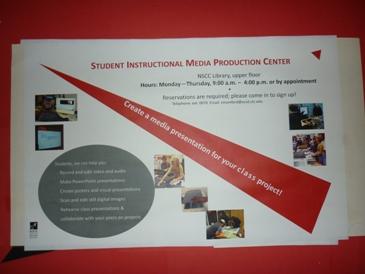 STUDENT INSTRUCTIONAL MEDIA PRODUCTION CENTER
NSCC Library, upper floor
Hours: Monday – Thursday, 9:00 a.m. – 4:00 p.m. or by appointment
Reservations are required; please come in to sign up!
Create a media presentation for your class project!
Students, we can help you:
Record and edit video and audio
Make PowerPoint presentations
Create posters and visual presentations
Scan and edit still digital images
Rehearse class presentations &
collaborate with your peers on projects